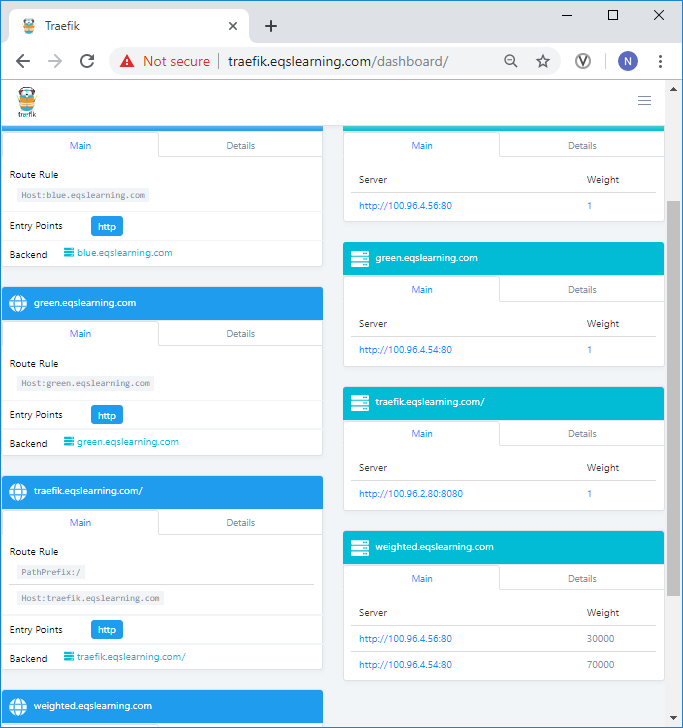 Traefik
Not secure | traefik.eqslearning.com/dashboard/
N
træfik
Main Details
Route Rule
Host:blue.eqslearning.com
Entry Points http
Backend blue.eqslearning.com
green.eqslearning.com
Main Details
Route Rule
Host:green.eqslearning.com
Entry Points http
Backend green.eqslearning.com
traefik.eqslearning.com/
Main Details
Route Rule
PathPrefix:/
Host:traefik.eqslearning.com
Entry Points http
Backend traefik.eqslearning.com/
weighted.eqslearning.com
Main Details
Server Weight
http://100.96.4.56:80 1
green.eqslearning.com
Main Details
Server Weight
http://100.96.4.54:80 1
traefik.eqslearning.com/
Main Details
Server Weight
http://100.96.2.80:8080 1
weighted.eqslearning.com
Main Details
Server Weight
http://100.96.4.56:80 30000
http://100.96.4.54:80 70000